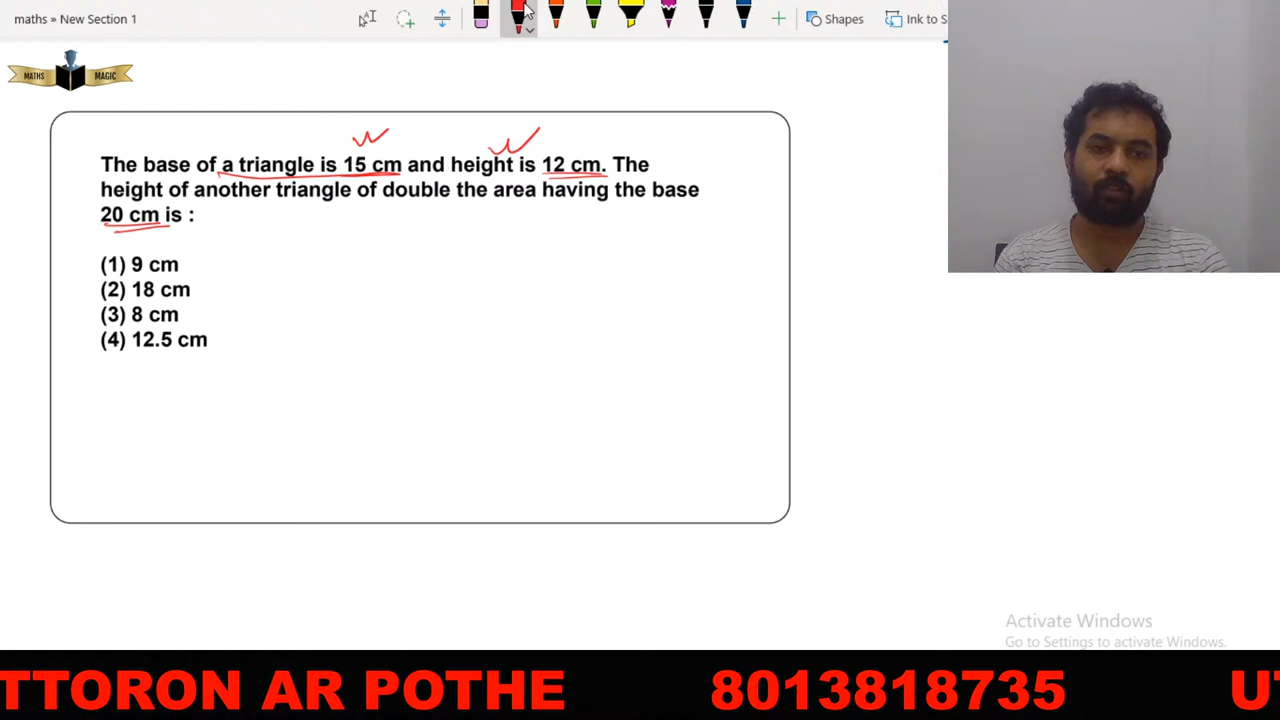 maths » New Section 1
Shapes
Ink to S
MATHS MAGIC
The base of a triangle is 15 cm and height is 12 cm. The
height of another triangle of double the area having the base
20 cm is :
(1) 9 cm
(2) 18 cm
(3) 8 cm
(4) 12.5 cm
Activate Windows
Go to Settings to activate Windows.
TTORON AR POTHE 8013818735 UT